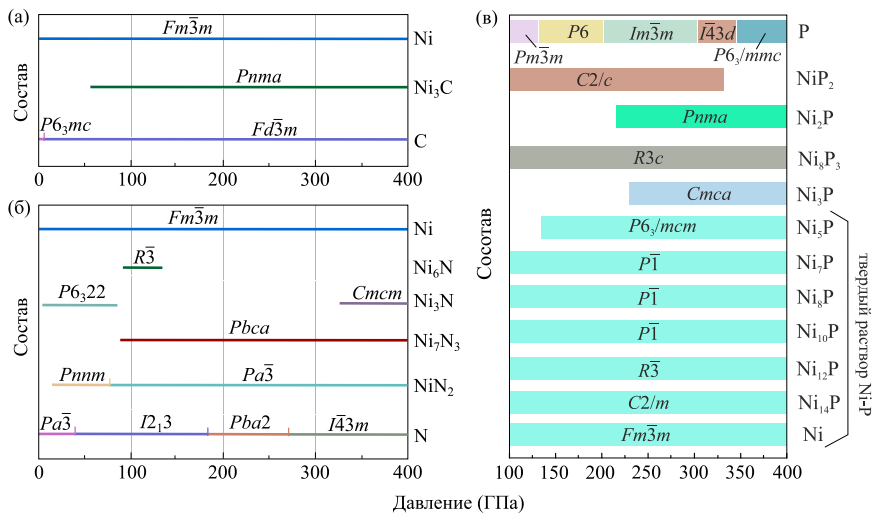 (а)
Состав
Fm3̅m
Ni
Pnma
Ni₃C
P6₃mc
Fd3̅m
C
0 100 200 300 400
(б)
Состав
Fm3̅m
Ni
R3̅
Ni₆N
P6₃22
Cmcm
Ni₃N
Pbca
Ni₇N₃
Pnnm
Pa3̅
NiN₂
Pa3̅
I2₁3
Pba2
I4̅3m
N
0 100 200 300 400
(в)
Сосотав
P6
Im3̅m
I4̅3d
P
Pm3̅m
P6₃/mmc
C2/c
NiP₂
Pnma
Ni₂P
R3c
Ni₈P₃
Cmca
Ni₃P
P6₃/mcm
Ni₅P
P1̅
Ni₇P
P1̅
Ni₈P
P1̅
Ni₁₀P
R3̅
Ni₁₂P
C2/m
Ni₁₄P
Fm3̅m
Ni
твердый раствор Ni-P
100 150 200 250 300 350 400
Давление (ГПа)